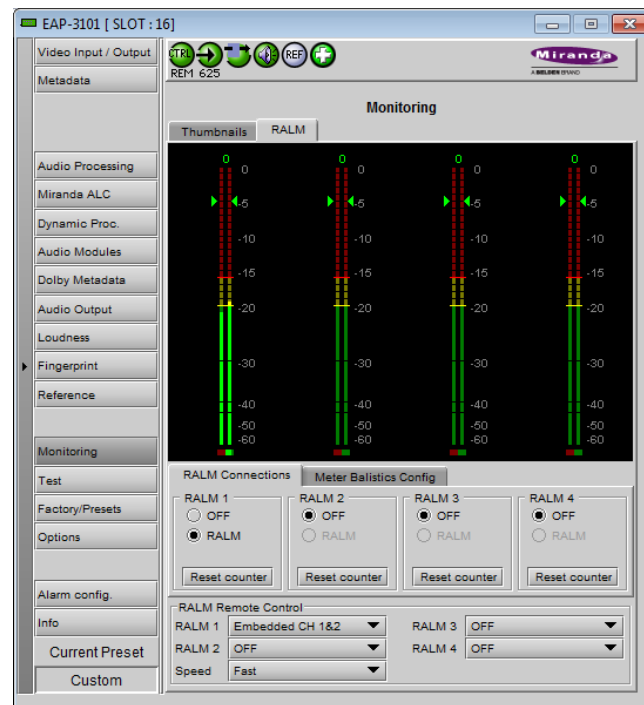 EAP-3101 [ SLOT : 16]
Video Input / Output
Metadata
Audio Processing
Miranda ALC
Dynamic Proc.
Audio Modules
Dolby Metadata
Audio Output
Loudness
Fingerprint
Reference
Monitoring
Test
Factory/Presets
Options
Alarm config.
Info
Current Preset
Custom
CTRL REF
REM 625
Miranda
A BELDEN BRAND
Monitoring
Thumbnails RALM
0 0 0 0
0 0 0 0
-5 -5 -5 -5
-10 -10 -10 -10
-15 -15 -15 -15
-20 -20 -20 -20
-30 -30 -30 -30
-40 -40 -40 -40
-50 -50 -50 -50
-60 -60 -60 -60
RALM Connections Meter Balistics Config
RALM 1 RALM 2 RALM 3 RALM 4
OFF OFF OFF OFF
RALM RALM RALM RALM
Reset counter Reset counter Reset counter Reset counter
RALM Remote Control
RALM 1 Embedded CH 1&2 RALM 3 OFF
RALM 2 OFF RALM 4 OFF
Speed Fast